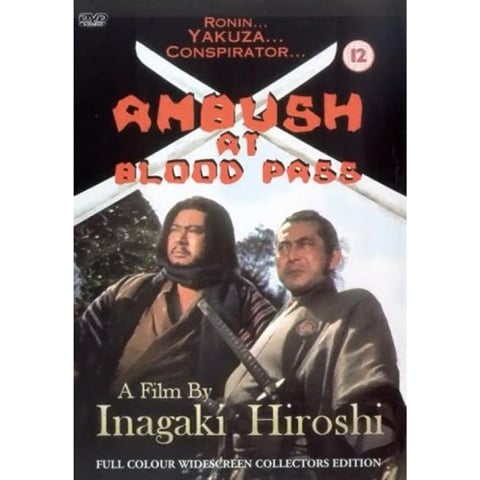 DVD
RONIN...
YAKUZA...
CONSPIRATOR...
12
AMBUSH
AT
BLOOD PASS
A Film By
Inagaki Hiroshi
FULL COLOUR WIDESCREEN COLLECTORS EDITION